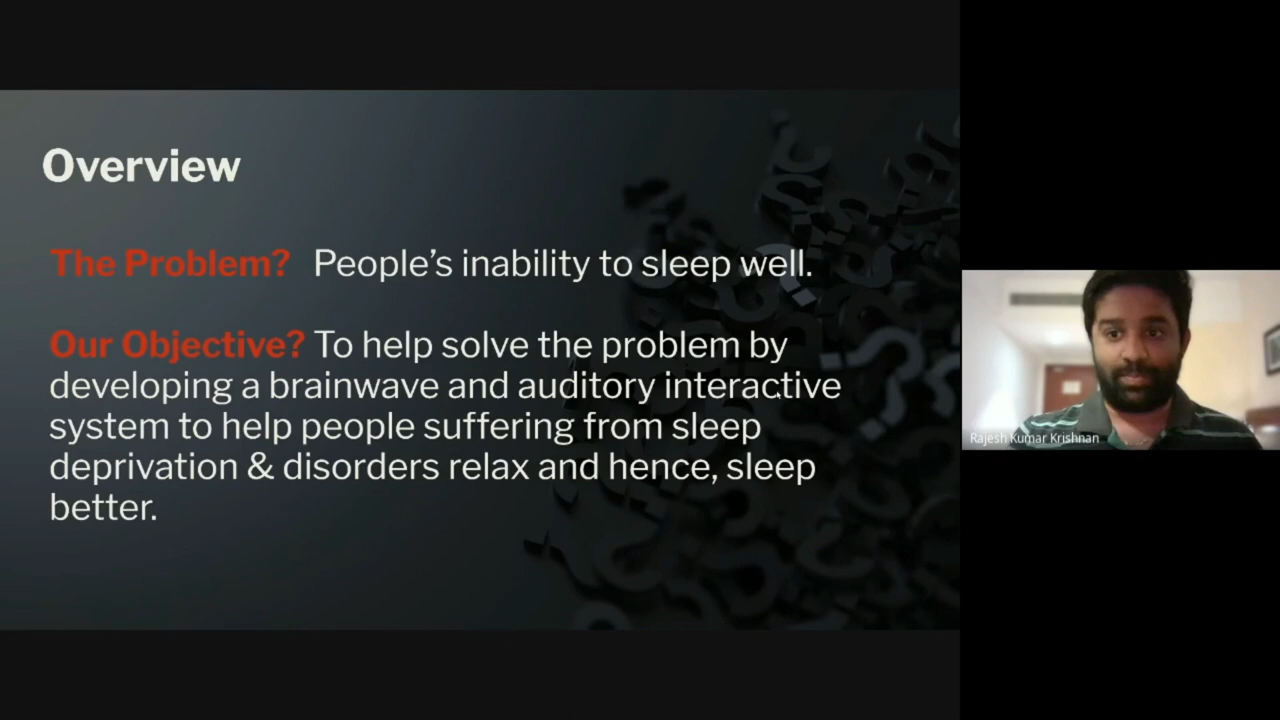 Overview
The Problem? People’s inability to sleep well.
Our Objective? To help solve the problem by
developing a brainwave and auditory interactive
system to help people suffering from sleep
deprivation & disorders relax and hence, sleep
better.
Rajesh Kumar Krishnan